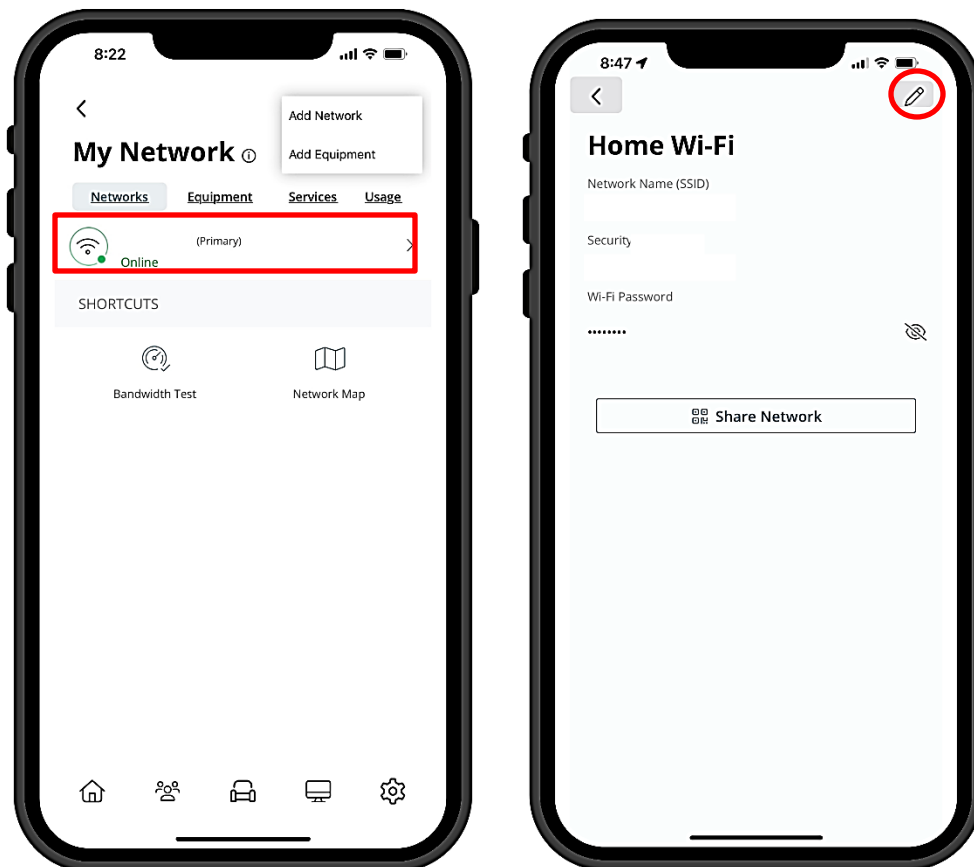 8:22
Add Network
My Network
Add Equipment
Networks Equipment Services Usage
(Primary)
Online
SHORTCUTS
Bandwidth Test Network Map
8:47
Home Wi-Fi
Network Name (SSID)
Security
Wi-Fi Password
••••••••
Share Network